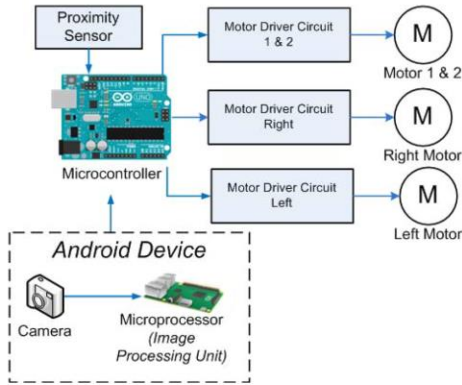 Proximity
Sensor
Motor Driver Circuit
1 & 2
M
Motor 1 & 2
UNO
Motor Driver Circuit
Right
M
Right Motor
Microcontroller
Motor Driver Circuit
Left
M
Left Motor
Android Device
Camera
Microprocessor
(Image
Processing Unit)